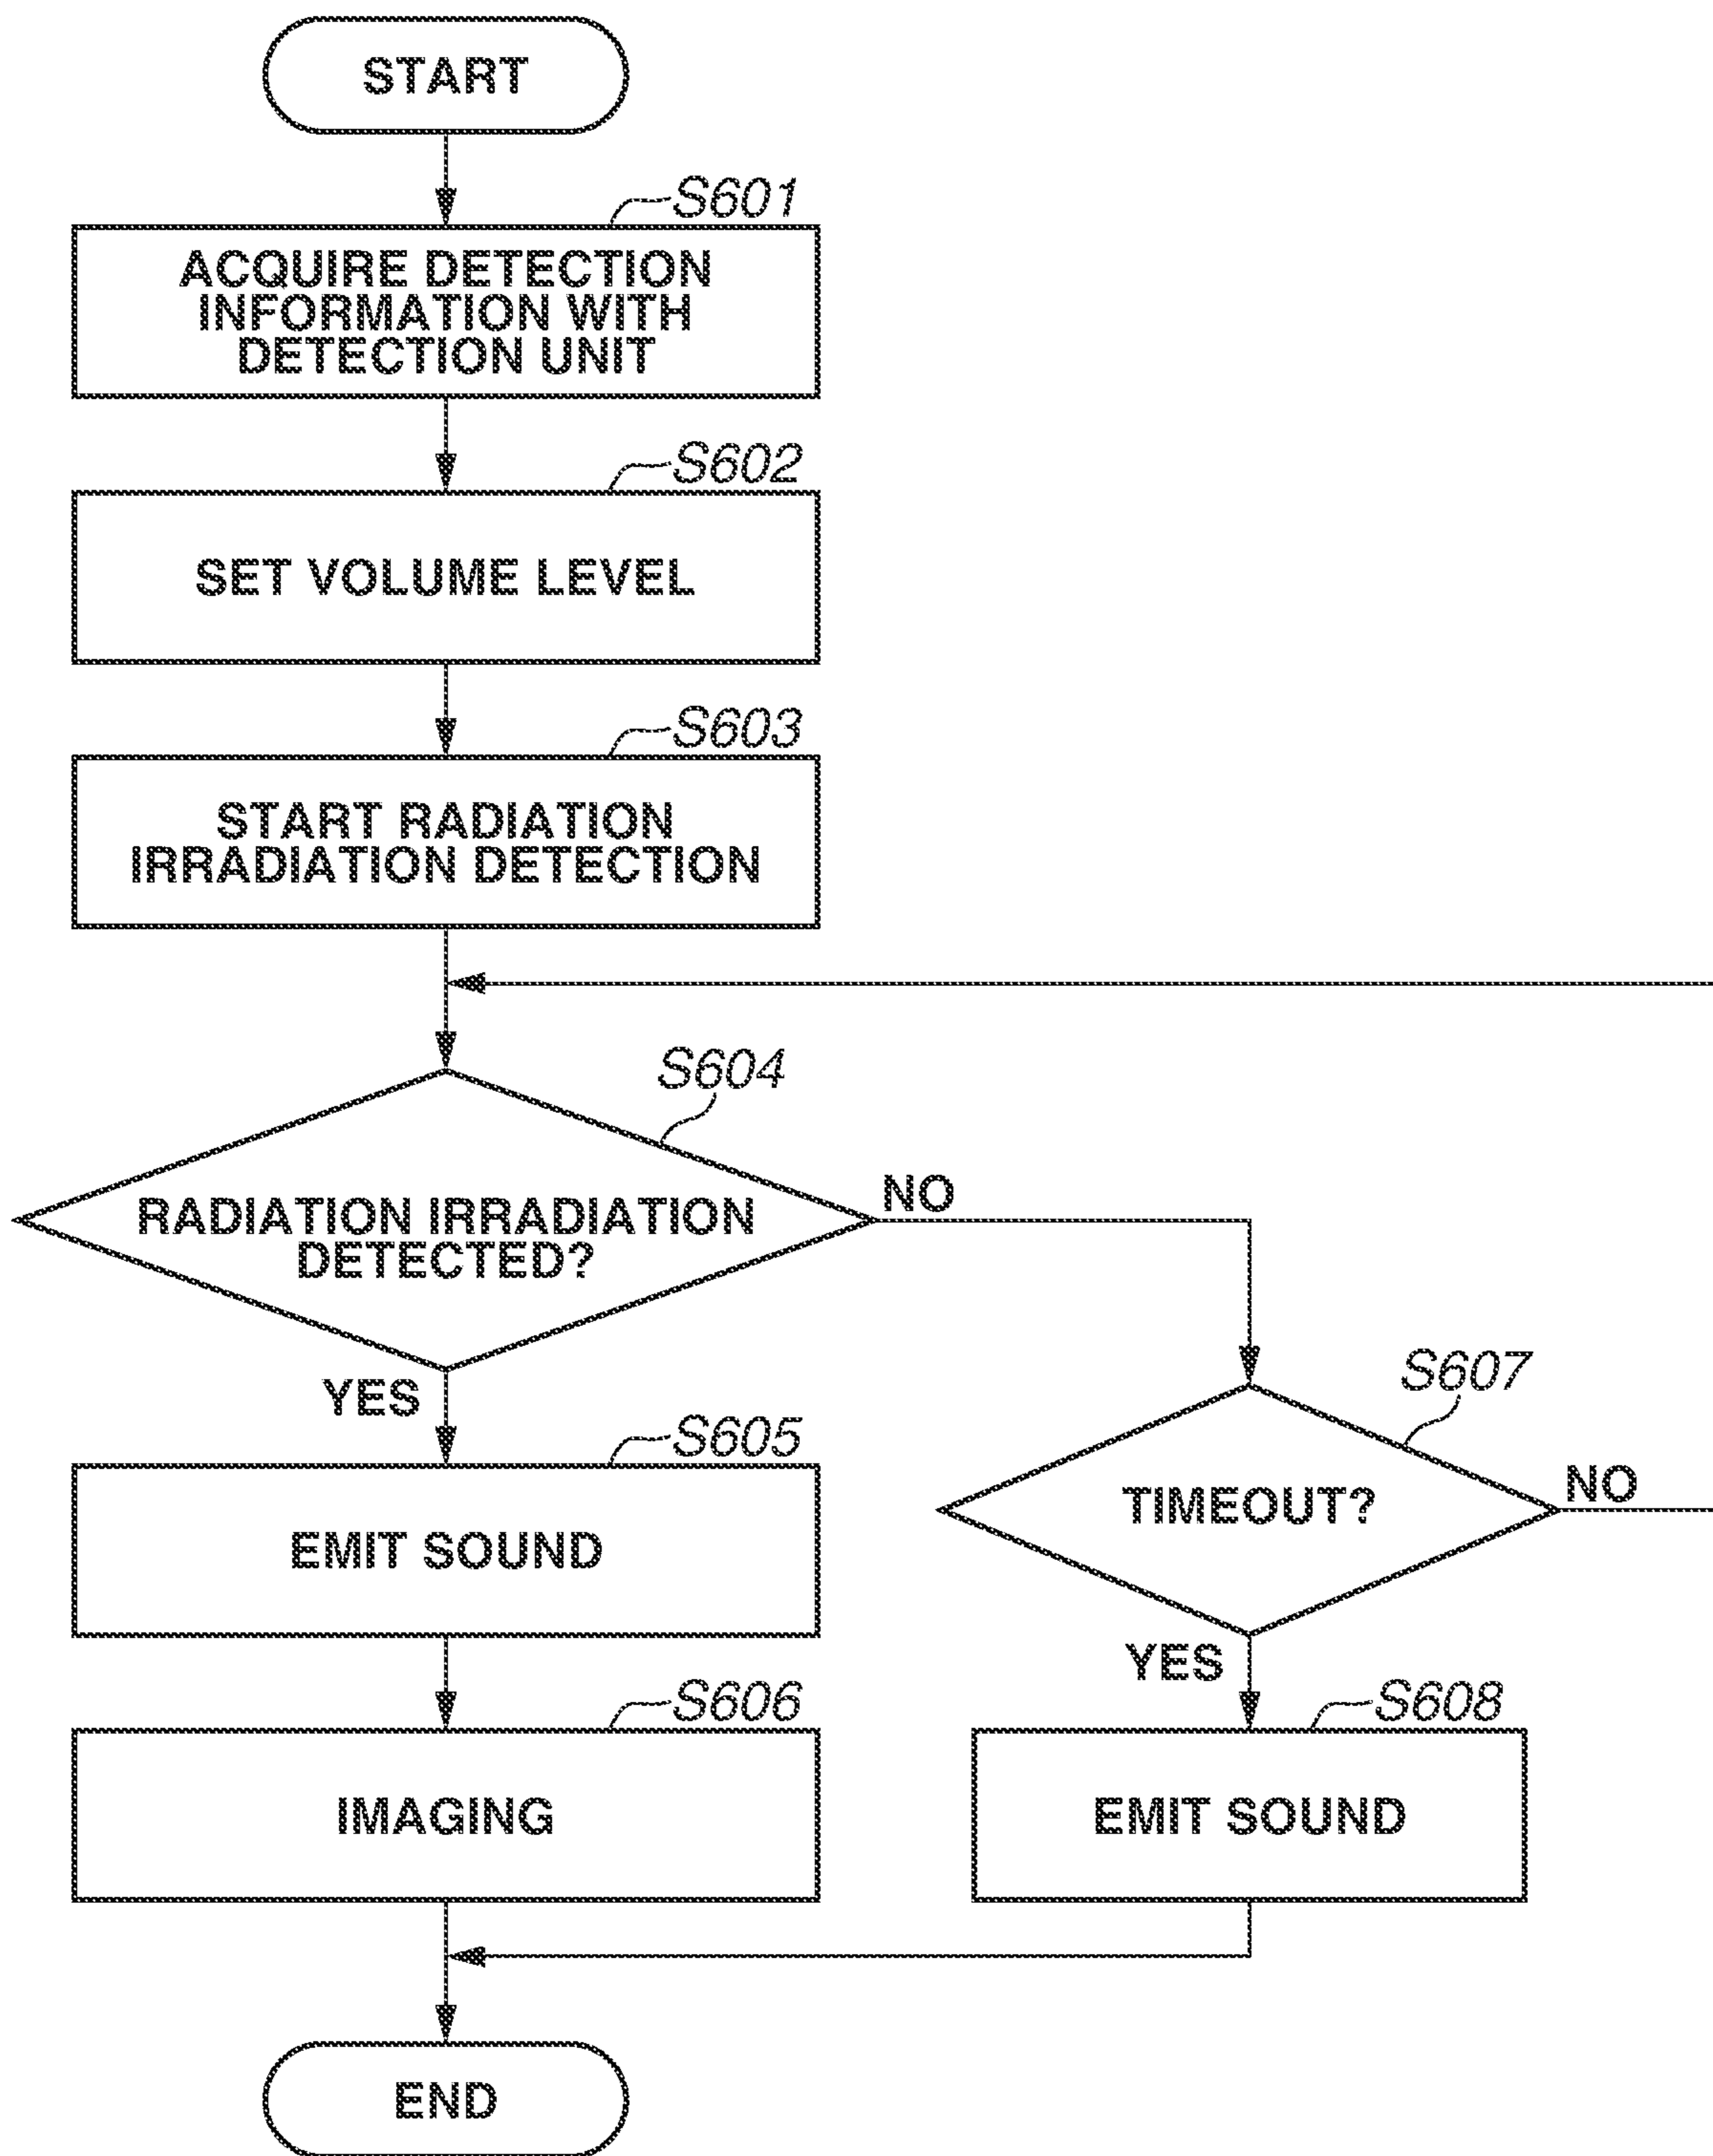 START
S601
ACQUIRE DETECTION
INFORMATION WITH
DETECTION UNIT
S602
SET VOLUME LEVEL
S603
START RADIATION
IRRADIATION DETECTION
S604
RADIATION IRRADIATION
DETECTED?
NO
YES
S607
TIMEOUT?
NO
YES
S605
EMIT SOUND
S606
IMAGING
S608
EMIT SOUND
END